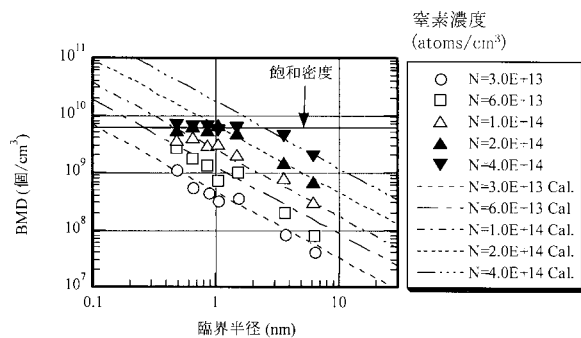 窒素濃度
(atoms/cm³)
飽和密度
BMD (個/cm³)
10¹¹
10¹⁰
10⁹
10⁸
10⁷
0.1
1
10
臨界半径 (nm)
N=3.0E+13
N=6.0E+13
N=1.0E+14
N=2.0E+14
N=4.0E+14
N=3.0E+13 Cal.
N=6.0E+13 Cal
N=1.0E+14 Cal.
N=2.0E+14 Cal.
N=4.0E+14 Cal.